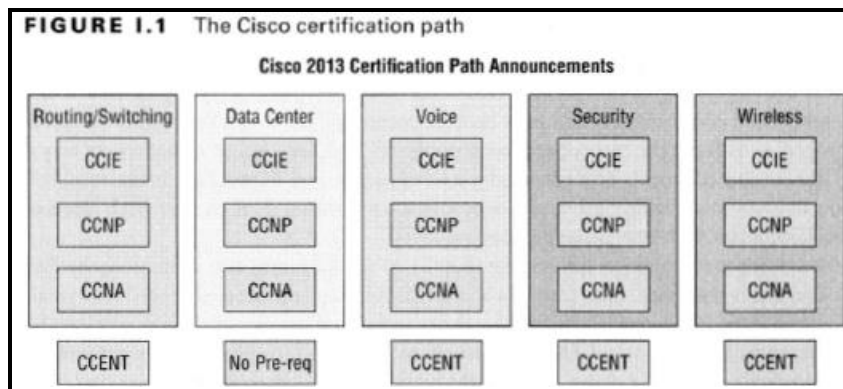 FIGURE I.1 The Cisco certification path
Cisco 2013 Certification Path Announcements
Routing/Switching Data Center Voice Security Wireless
CCIE CCIE CCIE CCIE CCIE
CCNP CCNP CCNP CCNP CCNP
CCNA CCNA CCNA CCNA CCNA
CCENT No Pre-req CCENT CCENT CCENT